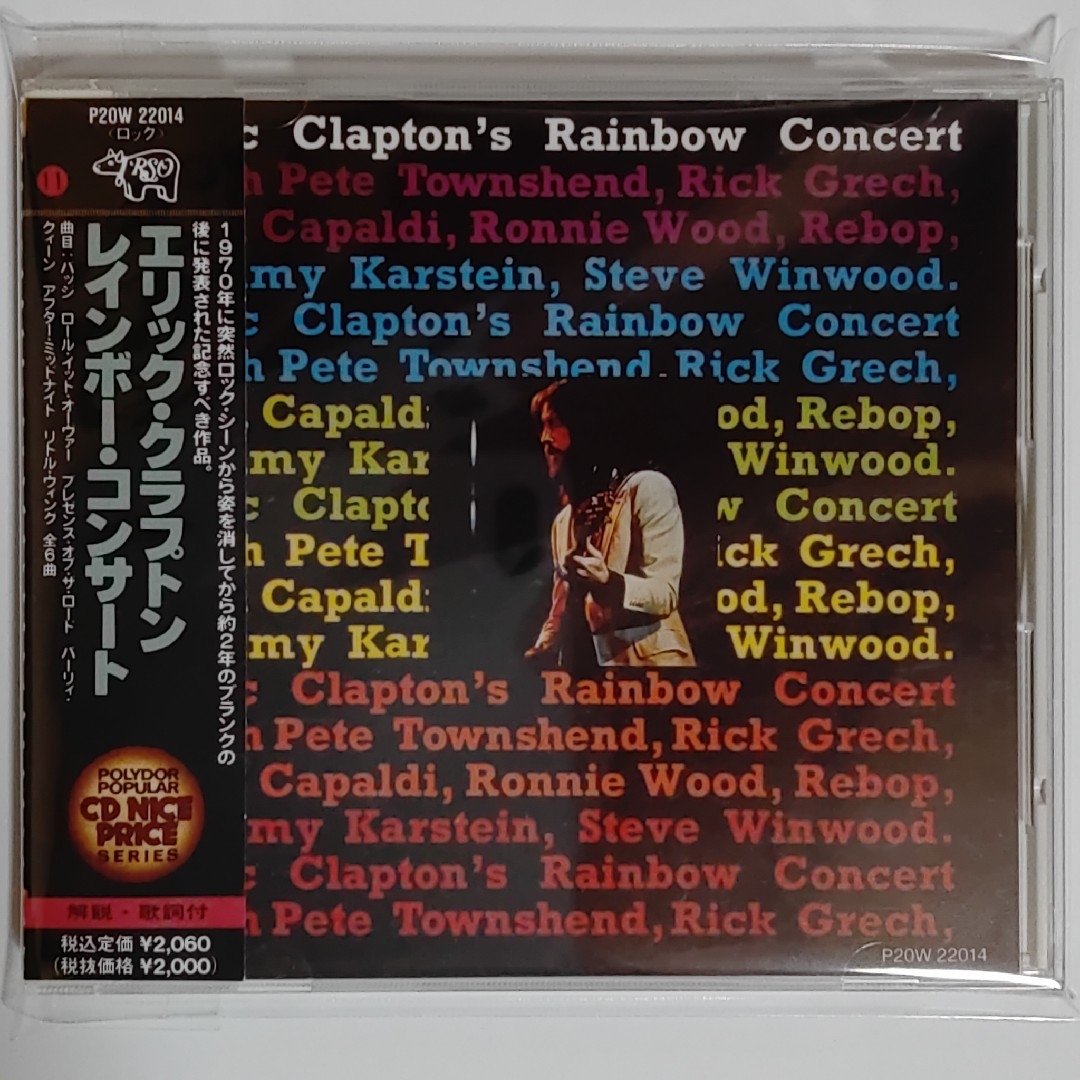 P20W 22014
(ロック)
RSO
11
エリック・クラプトン
レインボー・コンサート
1970年に突然ロック・シーンから姿を消してから約2年のブランクの
後に発表された記念すべき作品。
曲目:バッジ ロール・イット・オーヴァー プレゼンス・オブ・ザ・ロード パーリィ・
クィーン アフター・ミッドナイト リトル・ウィング 全6曲
POLYDOR
POPULAR
CD NICE
PRICE
SERIES
解説・歌詞付
税込定価 ¥2,060
(税抜価格 ¥2,000)
c Clapton's Rainbow Concert
h Pete Townshend, Rick Grech,
Capaldi, Ronnie Wood, Rebop,
my Karstein, Steve Winwood.
c Clapton's Rainbow Concert
h Pete Townshend, Rick Grech,
Capaldi od, Rebop,
my Kar Winwood.
c Clapto w Concert
h Pete T ick Grech,
Capaldi od, Rebop,
my Kar Winwood.
c Clapton's Rainbow Concert
h Pete Townshend, Rick Grech,
Capaldi, Ronnie Wood, Rebop,
my Karstein, Steve Winwood.
c Clapton's Rainbow Concert
h Pete Townshend, Rick Grech,
P20W 22014